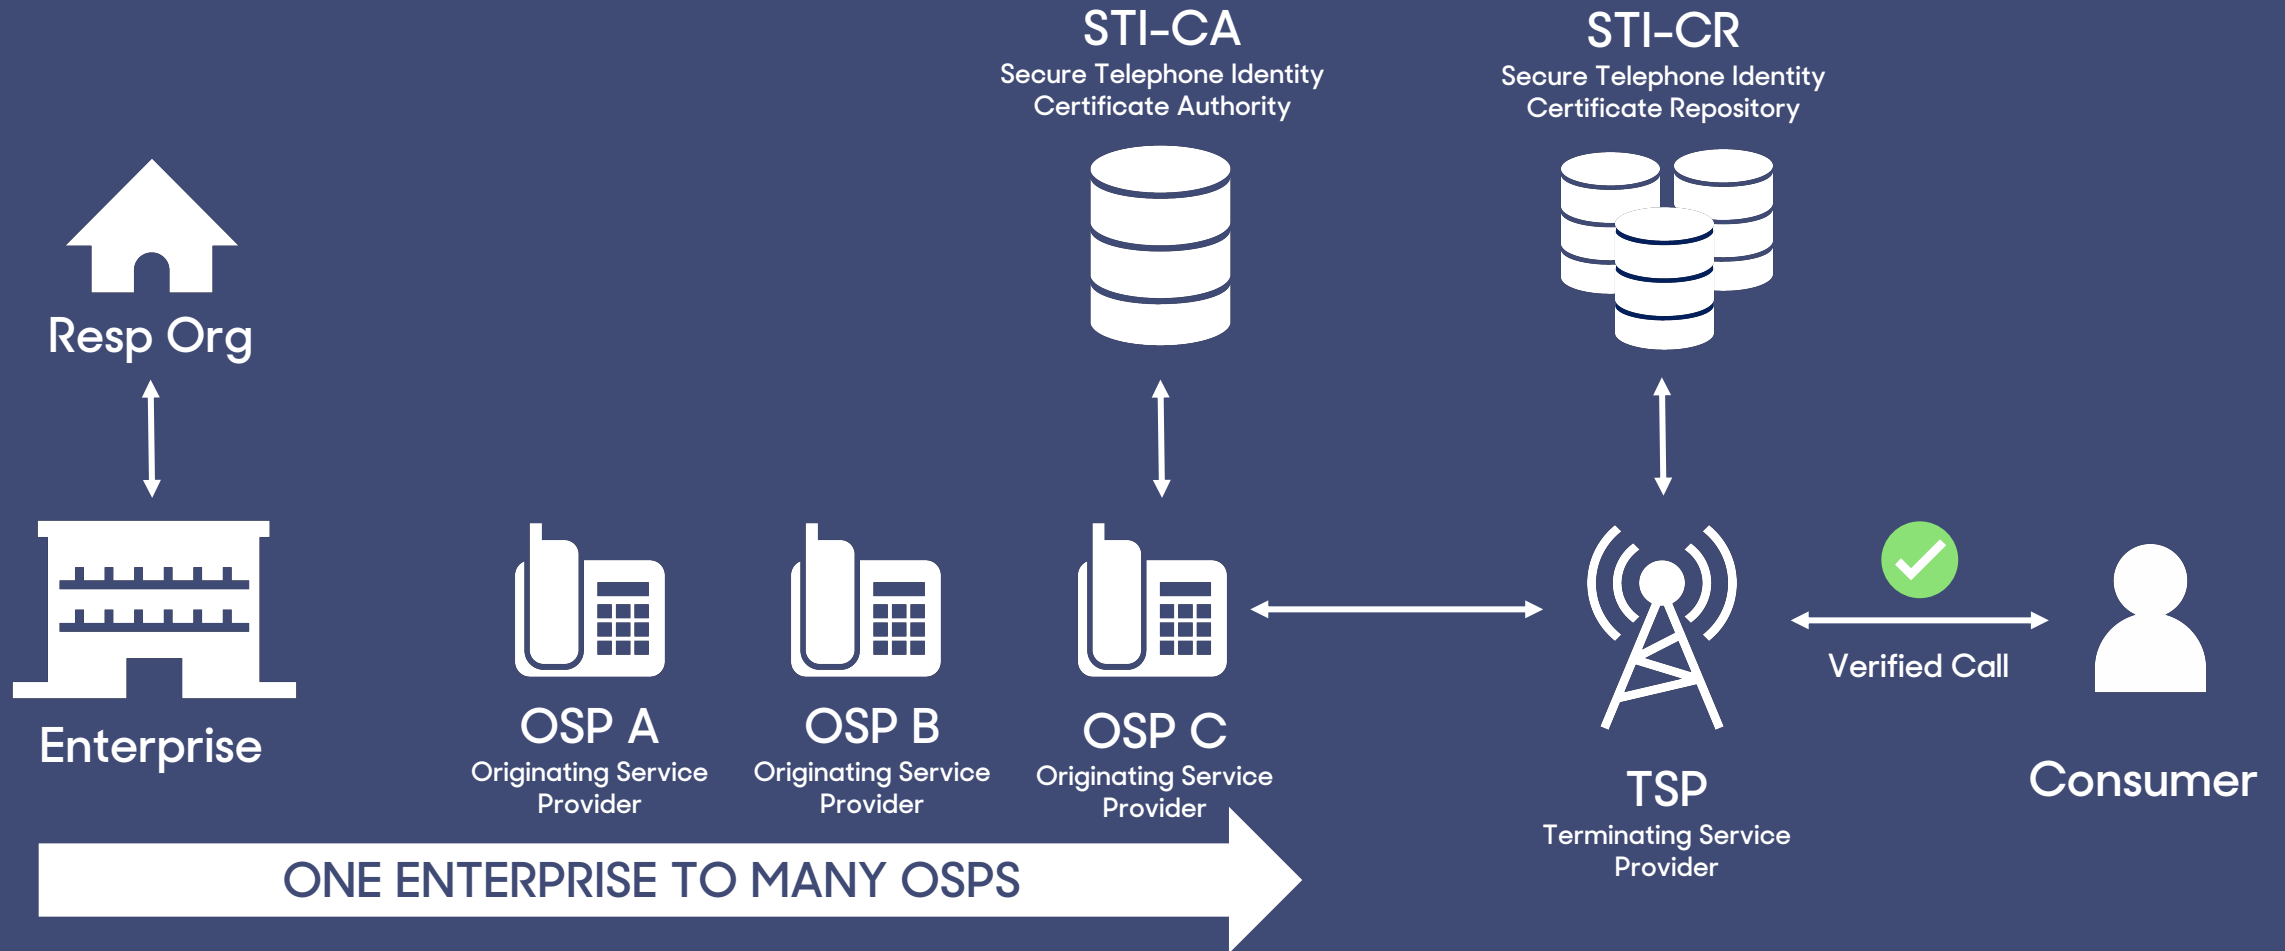 STI-CA
Secure Telephone Identity
Certificate Authority
STI-CR
Secure Telephone Identity
Certificate Repository
Resp Org
Enterprise
OSP A
Originating Service
Provider
OSP B
Originating Service
Provider
OSP C
Originating Service
Provider
TSP
Terminating Service
Provider
Verified Call
Consumer
ONE ENTERPRISE TO MANY OSPS